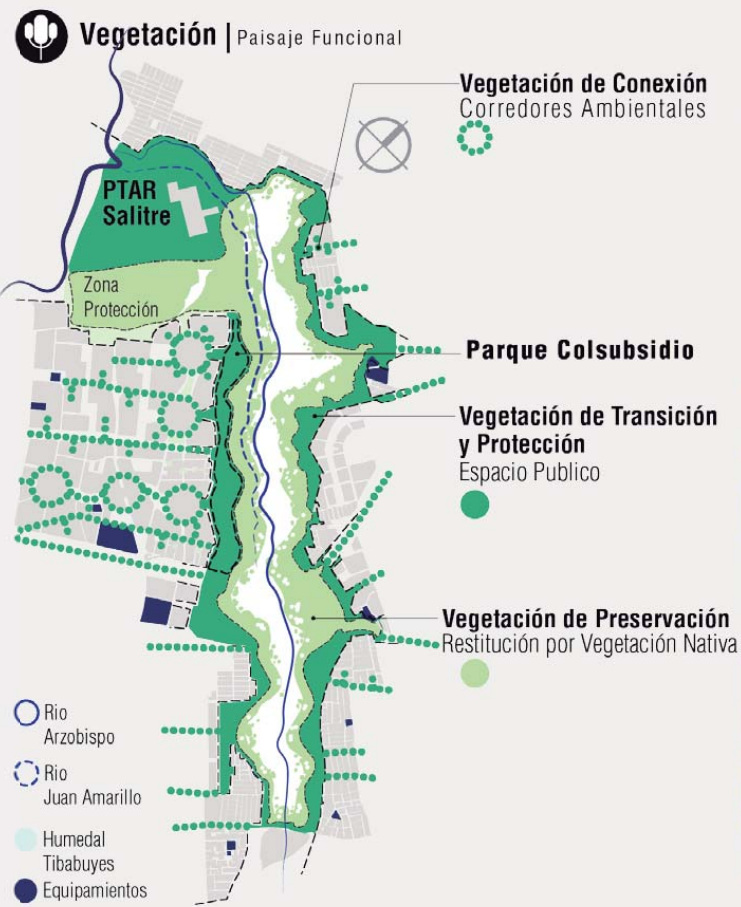 Vegetación | Paisaje Funcional
Vegetación de Conexión
Corredores Ambientales
PTAR
Salitre
Zona
Protección
Parque Colsubsidio
Vegetación de Transición
y Protección
Espacio Publico
Vegetación de Preservación
Restitución por Vegetación Nativa
Rio
Arzobispo
Rio
Juan Amarillo
Humedal
Tibabuyes
Equipamientos